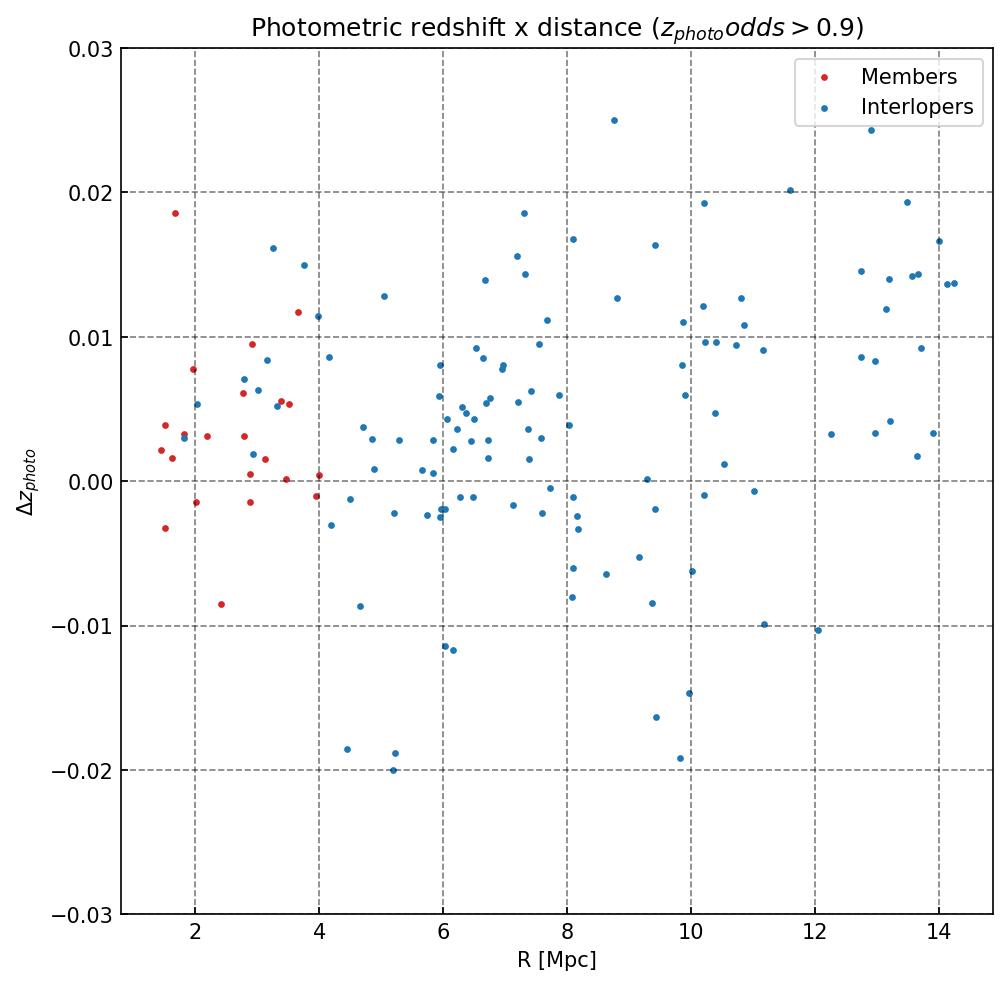 Photometric redshift x distance (z_photo odds > 0.9)
Members
Interlopers
0.03
0.02
0.01
0.00
−0.01
−0.02
−0.03
Δz_photo
2 4 6 8 10 12 14
R [Mpc]